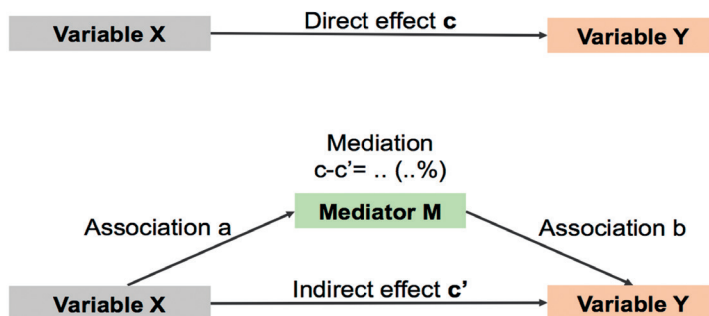 Direct effect c
Variable X
Variable Y
Mediation
c-c'= .. (..%)
Mediator M
Association a
Association b
Indirect effect c'
Variable X
Variable Y